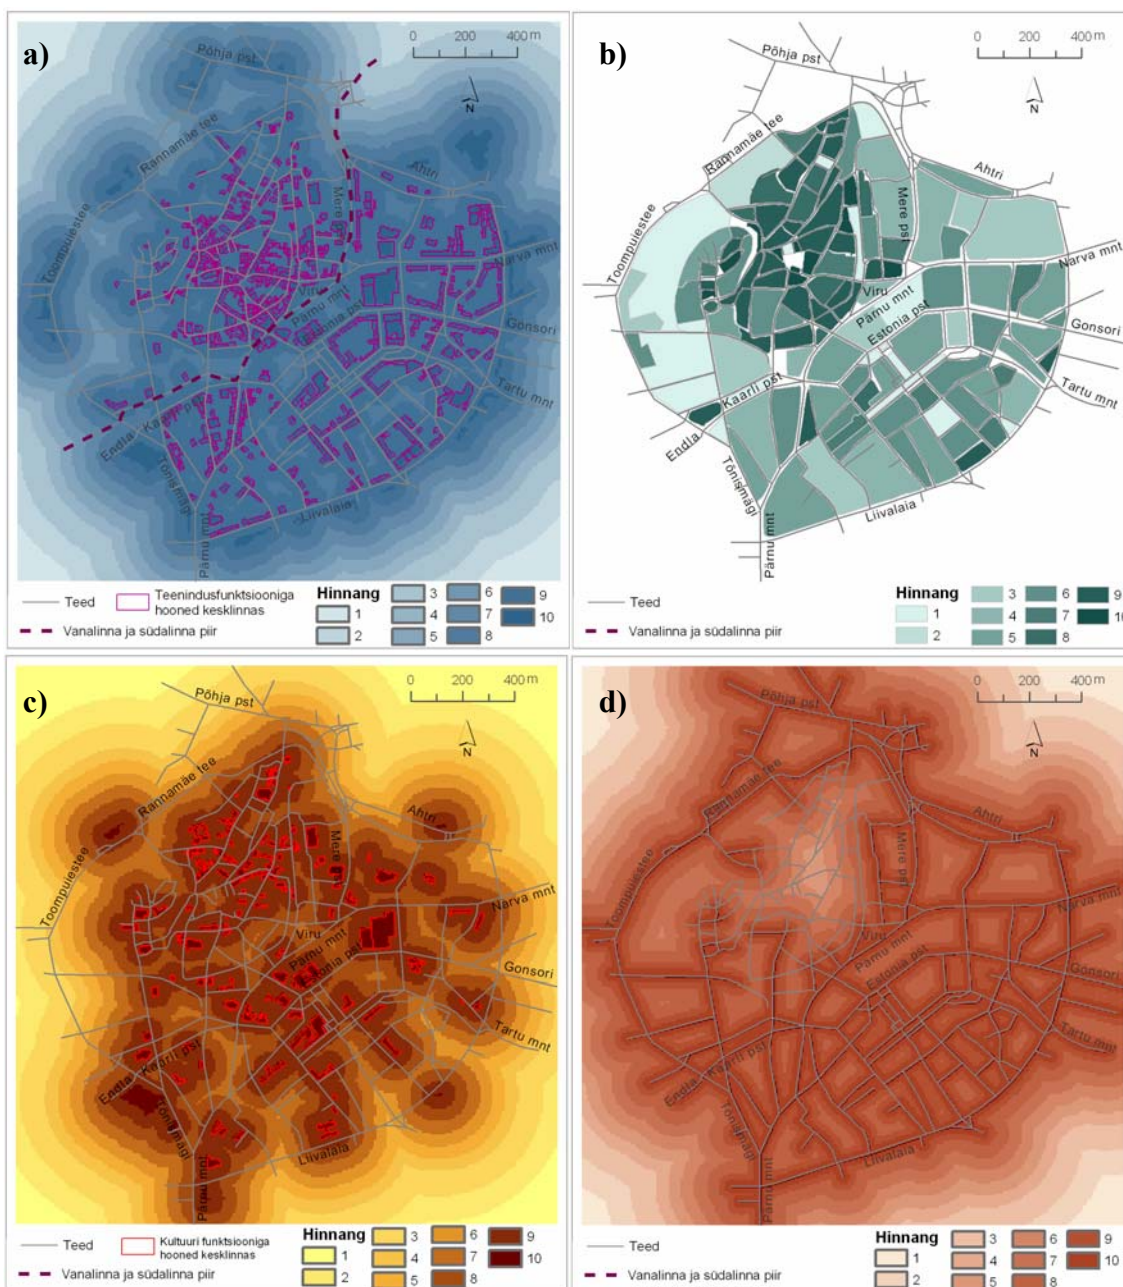 a)
0 200 400 m
Põhja pst
N
Rannamäe tee
Ahtri
Mere pst
Toompuiestee
Narva mnt
Viru
Pärnu mnt
Estonia pst
Gonsori
Kaarli pst
Tartu mnt
Endla
Tõnismägi
Liivalaia
Pärnu mnt
Teed
Teenindusfunktsiooniga
hooned kesklinnas
Vanalinna ja südalinna piir
Hinnang
1
2
3
4
5
6
7
8
9
10
b)
0 200 400 m
Põhja pst
N
Rannamäe tee
Ahtri
Mere pst
Toompuiestee
Narva mnt
Viru
Pärnu mnt
Estonia pst
Gonsori
Kaarli pst
Tartu mnt
Endla
Tõnismägi
Liivalaia
Pärnu mnt
Teed
Vanalinna ja südalinna piir
Hinnang
1
2
3
4
5
6
7
8
9
10
c)
0 200 400 m
Põhja pst
N
Rannamäe tee
Ahtri
Mere pst
Toompuiestee
Narva mnt
Viru
Pärnu mnt
Estonia pst
Gonsori
Kaarli pst
Tartu mnt
Endla
Tõnismägi
Liivalaia
Pärnu mnt
Teed
Kultuuri funktsiooniga
hooned kesklinnas
Vanalinna ja südalinna piir
Hinnang
1
2
3
4
5
6
7
8
9
10
d)
0 200 400 m
Põhja pst
N
Rannamäe tee
Ahtri
Mere pst
Toompuiestee
Narva mnt
Viru
Pärnu mnt
Estonia pst
Gonsori
Kaarli pst
Tartu mnt
Endla
Tõnismägi
Liivalaia
Pärnu mnt
Teed
Vanalinna ja südalinna piir
Hinnang
1
2
3
4
5
6
7
8
9
10